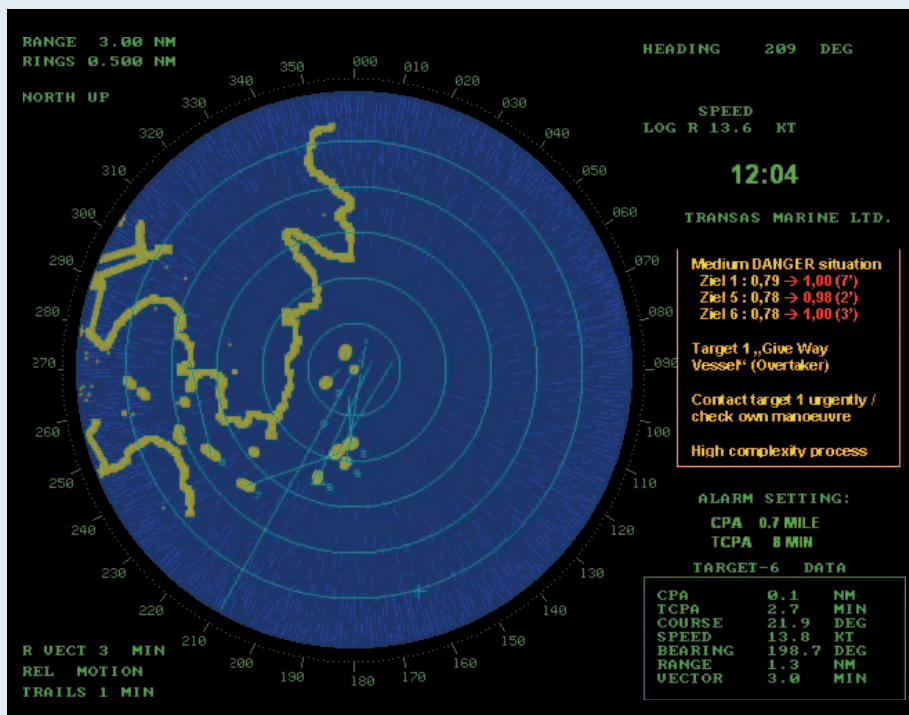 RANGE 3.00 NM
RINGS 0.500 NM
NORTH UP
HEADING 209 DEG
SPEED
LOG R 13.6 KT
12:04
TRANSAS MARINE LTD.
Medium DANGER situation
Ziel 1 : 0,79 → 1,00 (7')
Ziel 5 : 0,78 → 0,98 (2')
Ziel 6 : 0,78 → 1,00 (3')
Target 1 „Give Way
Vessel“ (Overtaker)
Contact target 1 urgently /
check own manoeuvre
High complexity process
ALARM SETTING:
CPA 0.7 MILE
TCPA 8 MIN
TARGET-6 DATA
CPA 0.1 NM
TCPA 2.7 MIN
COURSE 21.9 DEG
SPEED 13.8 KT
BEARING 198.7 DEG
RANGE 1.3 NM
VECTOR 3.0 MIN
000
010
020
030
040
050
060
070
080
090
100
110
120
130
140
150
160
170
180
190
200
210
220
230
240
250
260
270
280
290
300
310
320
330
340
350
3
5
6
7
R VECT 3 MIN
REL MOTION
TRAILS 1 MIN